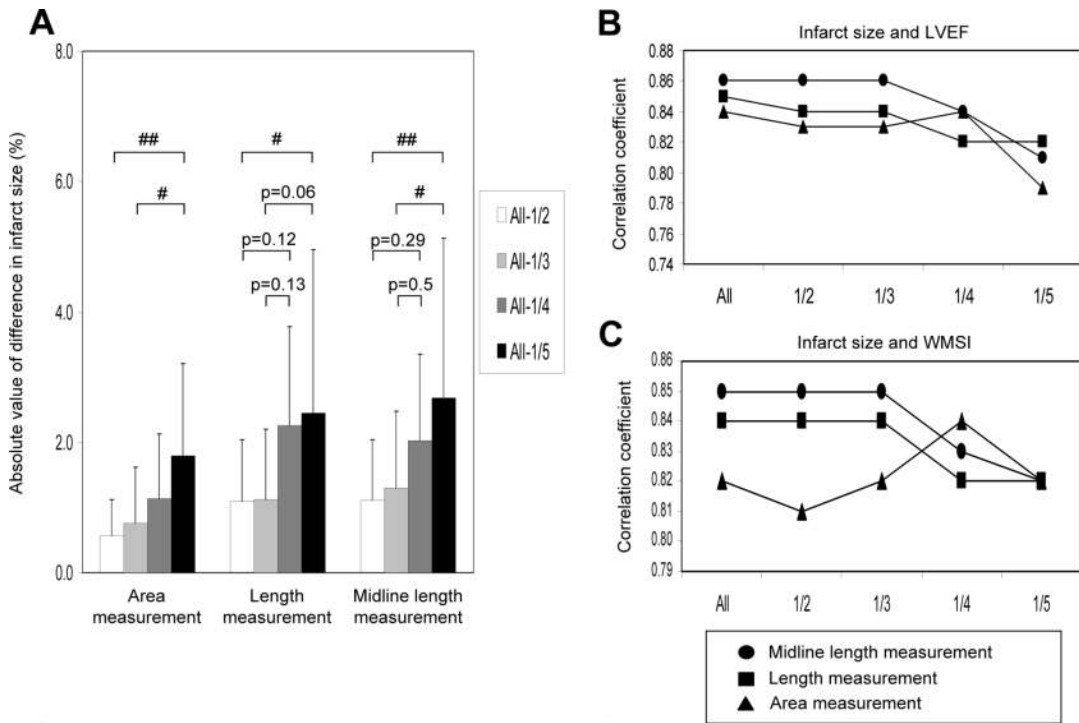 A
Absolute value of difference in infarct size (%)
8.0
6.0
4.0
2.0
0.0
##
#
#
p=0.06
p=0.12
p=0.13
##
#
p=0.29
p=0.5
Area
measurement
Length
measurement
Midline length
measurement
All-1/2
All-1/3
All-1/4
All-1/5
B
Infarct size and LVEF
Correlation coefficient
0.88
0.86
0.84
0.82
0.80
0.78
0.76
0.74
All 1/2 1/3 1/4 1/5
C
Infarct size and WMSI
Correlation coefficient
0.86
0.85
0.84
0.83
0.82
0.81
0.80
0.79
All 1/2 1/3 1/4 1/5
Midline length measurement
Length measurement
Area measurement